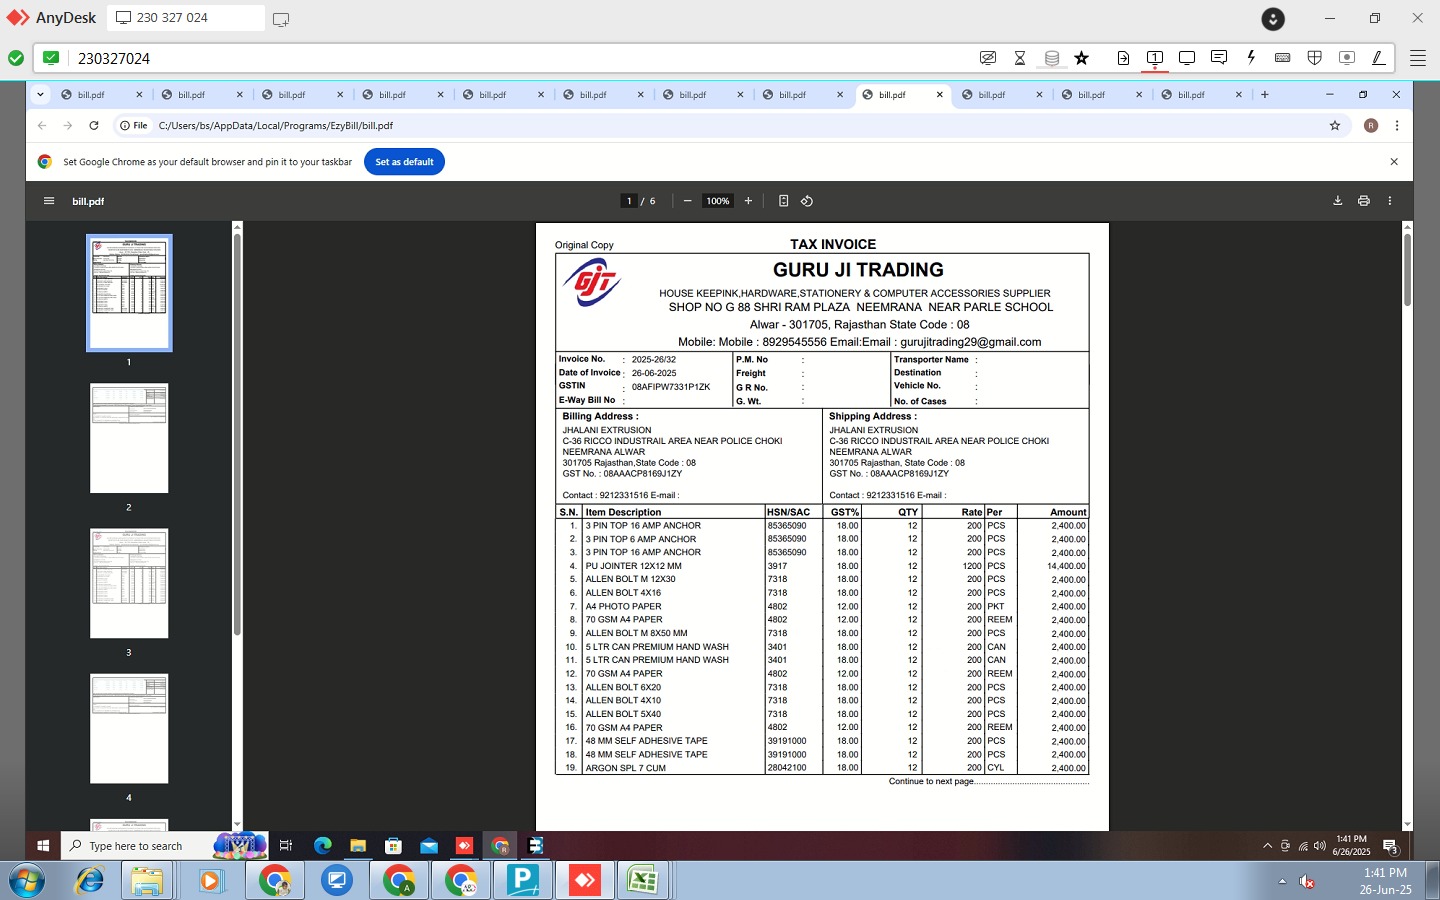 AnyDesk
230 327 024
230327024
bill.pdf
bill.pdf
bill.pdf
bill.pdf
bill.pdf
bill.pdf
bill.pdf
bill.pdf
bill.pdf
bill.pdf
bill.pdf
bill.pdf
File C:/Users/bs/AppData/Local/Programs/EzyBill/bill.pdf
R
Set Google Chrome as your default browser and pin it to your taskbar
Set as default
bill.pdf
1 / 6
100%
1
2
3
4
Original Copy
TAX INVOICE
GJT
GURU JI TRADING
HOUSE KEEPINK,HARDWARE,STATIONERY & COMPUTER ACCESSORIES SUPPLIER
SHOP NO G 88 SHRI RAM PLAZA NEEMRANA NEAR PARLE SCHOOL
Alwar - 301705, Rajasthan State Code : 08
Mobile: Mobile : 8929545556 Email:Email : gurujitrading29@gmail.com
Invoice No. : 2025-26/32
Date of Invoice : 26-06-2025
GSTIN : 08AFIPW7331P1ZK
E-Way Bill No :
P.M. No :
Freight :
G R No. :
G. Wt. :
Transporter Name :
Destination :
Vehicle No. :
No. of Cases :
Billing Address :
JHALANI EXTRUSION
C-36 RICCO INDUSTRAIL AREA NEAR POLICE CHOKI
NEEMRANA ALWAR
301705 Rajasthan,State Code : 08
GST No. : 08AAACP8169J1ZY
Contact : 9212331516 E-mail :
Shipping Address :
JHALANI EXTRUSION
C-36 RICCO INDUSTRAIL AREA NEAR POLICE CHOKI
NEEMRANA ALWAR
301705 Rajasthan, State Code : 08
GST No. : 08AAACP8169J1ZY
Contact : 9212331516 E-mail :
S.N. Item Description HSN/SAC GST% QTY Rate Per Amount
1. 3 PIN TOP 16 AMP ANCHOR 85365090 18.00 12 200 PCS 2,400.00
2. 3 PIN TOP 6 AMP ANCHOR 85365090 18.00 12 200 PCS 2,400.00
3. 3 PIN TOP 16 AMP ANCHOR 85365090 18.00 12 200 PCS 2,400.00
4. PU JOINTER 12X12 MM 3917 18.00 12 1200 PCS 14,400.00
5. ALLEN BOLT M 12X30 7318 18.00 12 200 PCS 2,400.00
6. ALLEN BOLT 4X16 7318 18.00 12 200 PCS 2,400.00
7. A4 PHOTO PAPER 4802 12.00 12 200 PKT 2,400.00
8. 70 GSM A4 PAPER 4802 12.00 12 200 REEM 2,400.00
9. ALLEN BOLT M 8X50 MM 7318 18.00 12 200 PCS 2,400.00
10. 5 LTR CAN PREMIUM HAND WASH 3401 18.00 12 200 CAN 2,400.00
11. 5 LTR CAN PREMIUM HAND WASH 3401 18.00 12 200 CAN 2,400.00
12. 70 GSM A4 PAPER 4802 12.00 12 200 REEM 2,400.00
13. ALLEN BOLT 6X20 7318 18.00 12 200 PCS 2,400.00
14. ALLEN BOLT 4X10 7318 18.00 12 200 PCS 2,400.00
15. ALLEN BOLT 5X40 7318 18.00 12 200 PCS 2,400.00
16. 70 GSM A4 PAPER 4802 12.00 12 200 REEM 2,400.00
17. 48 MM SELF ADHESIVE TAPE 39191000 18.00 12 200 PCS 2,400.00
18. 48 MM SELF ADHESIVE TAPE 39191000 18.00 12 200 PCS 2,400.00
19. ARGON SPL 7 CUM 28042100 18.00 12 200 CYL 2,400.00
Continue to next page....................................
Type here to search
1:41 PM
6/26/2025
3
1:41 PM
26-Jun-25